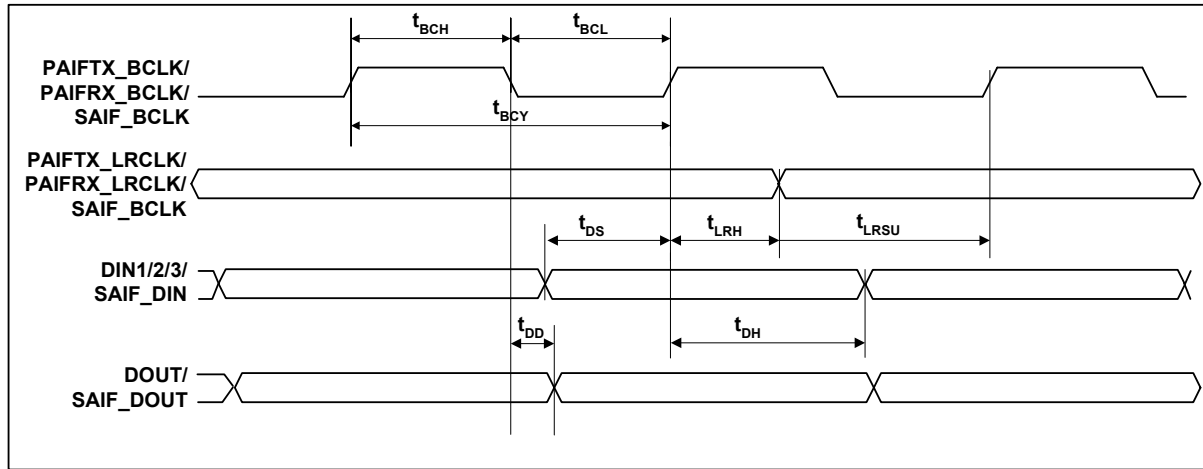 tBCH tBCL
PAIFTX_BCLK/
PAIFRX_BCLK/
SAIF_BCLK
tBCY
PAIFTX_LRCLK/
PAIFRX_LRCLK/
SAIF_BCLK
tDS tLRH tLRSU
DIN1/2/3/
SAIF_DIN
tDD tDH
DOUT/
SAIF_DOUT